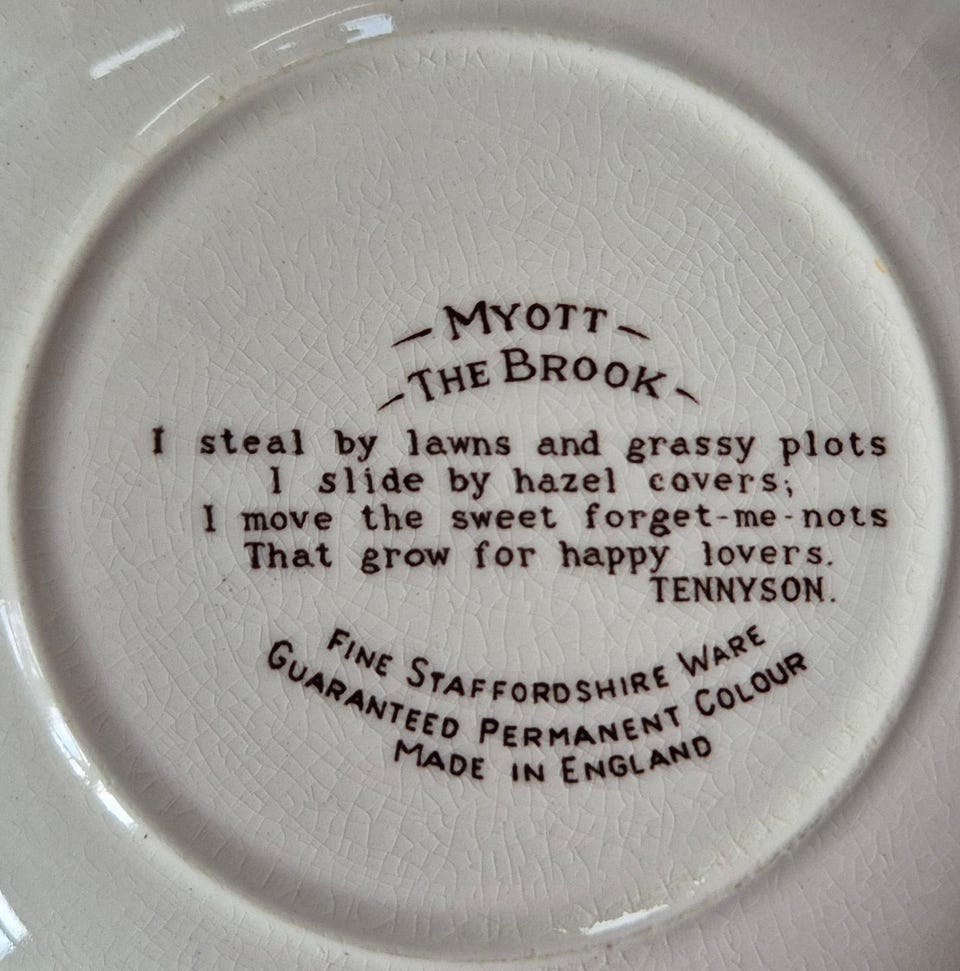 MYOTT
THE BROOK
I steal by lawns and grassy plots
I slide by hazel covers;
I move the sweet forget-me-nots
That grow for happy lovers.
TENNYSON.
FINE STAFFORDSHIRE WARE
GUARANTEED PERMANENT COLOUR
MADE IN ENGLAND